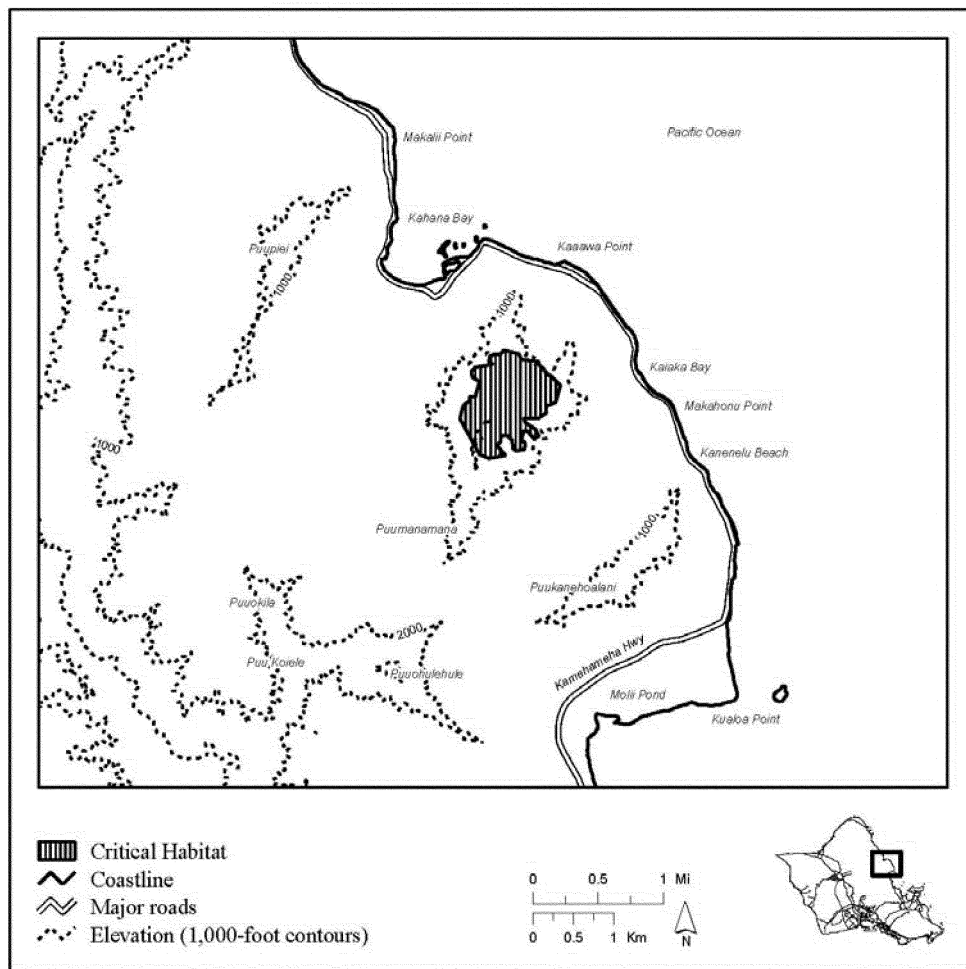 Makalii Point
Pacific Ocean
Kahana Bay
Puupiei
Kaaawa Point
1000
1000
Kaiaka Bay
Makahonu Point
1000
Kanenelu Beach
1000
Puumanamana
Puukanehoalani
Puuokila
2000
Kamehameha Hwy
Puu Koiele
Puuohulehule
Molii Pond
Kualoa Point
Critical Habitat
Coastline
Major roads
Elevation (1,000-foot contours)
0 0.5 1 Mi
0 0.5 1 Km
N